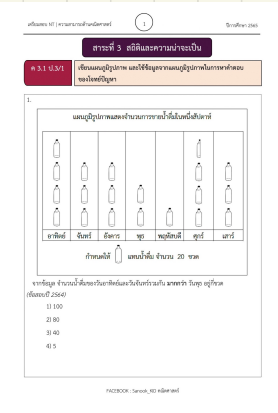 เตรียมสอบ NT | ความสามารถด้านคณิตศาสตร์
1
ปีการศึกษา 2565
สาระที่ 3 สถิติและความน่าจะเป็น
ค 3.1 ป.3/1
เขียนแผนภูมิรูปภาพ และใช้ข้อมูลจากแผนภูมิรูปภาพในการหาคำตอบ
ของโจทย์ปัญหา
1.
แผนภูมิรูปภาพแสดงจำนวนการขายน้ำดื่มในหนึ่งสัปดาห์
อาทิตย์ จันทร์ อังคาร พุธ พฤหัสบดี ศุกร์ เสาร์
กำหนดให้ แทนน้ำดื่ม จำนวน 20 ขวด
จากข้อมูล จำนวนน้ำดื่มของวันอาทิตย์และวันจันทร์รวมกัน มากกว่า วันพุธ อยู่กี่ขวด
(ข้อสอบปี 2564)
1) 100
2) 80
3) 40
4) 5
FACEBOOK : Sanook_KID คณิตศาสตร์